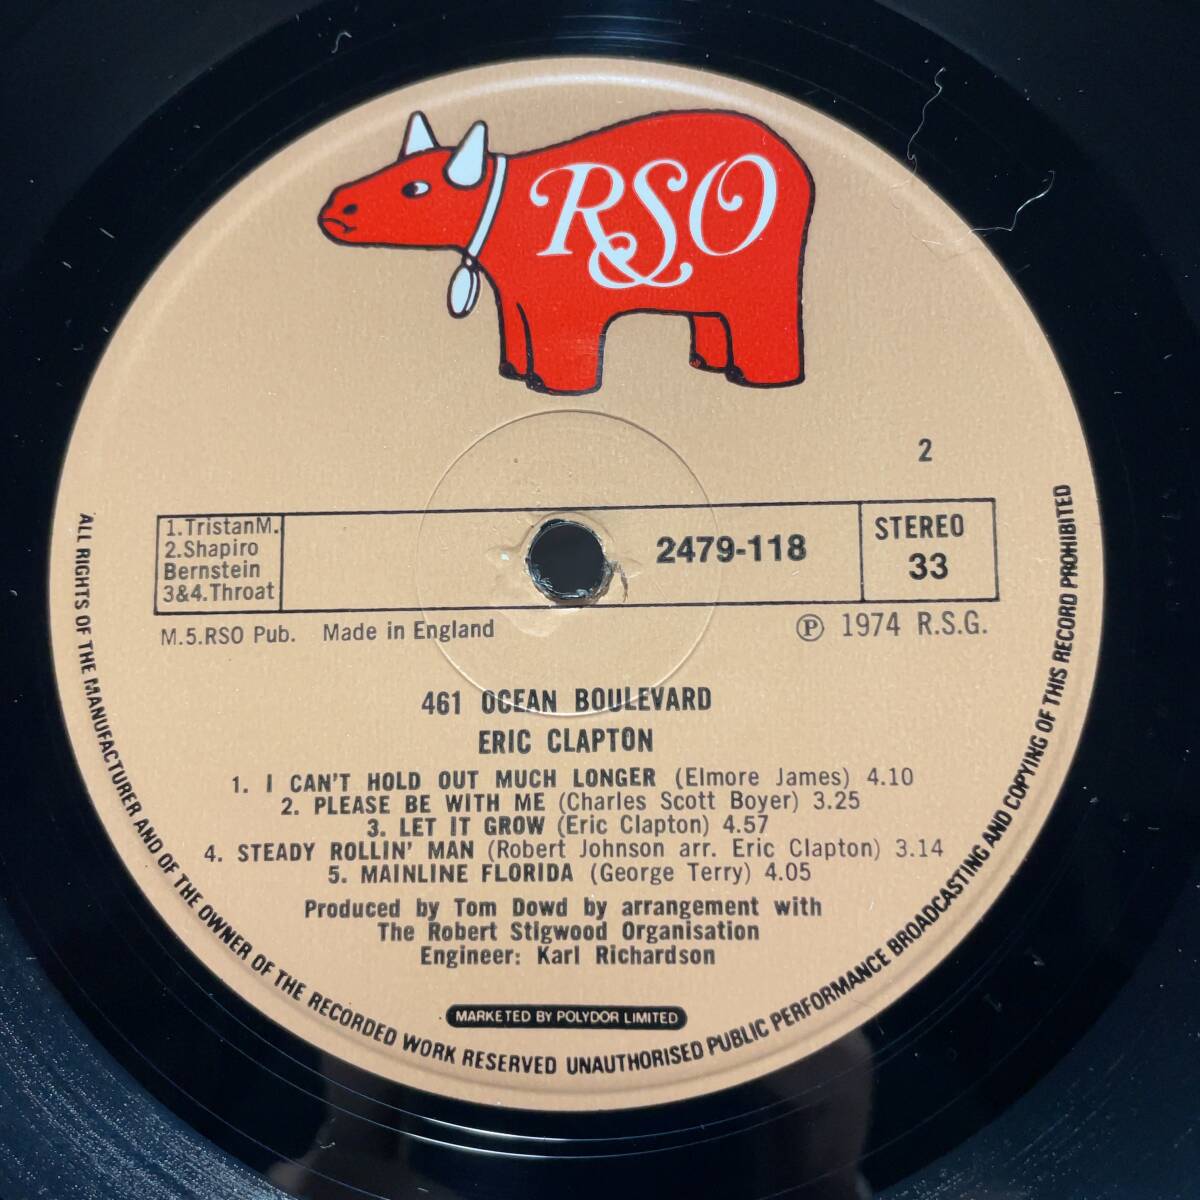 RSO
2
1.TristanM.
2.Shapiro
Bernstein
3&4.Throat
2479-118
STEREO
33
M.5.RSO Pub. Made in England
℗ 1974 R.S.G.
461 OCEAN BOULEVARD
ERIC CLAPTON
1. I CAN'T HOLD OUT MUCH LONGER (Elmore James) 4.10
2. PLEASE BE WITH ME (Charles Scott Boyer) 3.25
3. LET IT GROW (Eric Clapton) 4.57
4. STEADY ROLLIN' MAN (Robert Johnson arr. Eric Clapton) 3.14
5. MAINLINE FLORIDA (George Terry) 4.05
Produced by Tom Dowd by arrangement with
The Robert Stigwood Organisation
Engineer: Karl Richardson
MARKETED BY POLYDOR LIMITED
ALL RIGHTS OF THE MANUFACTURER AND OF THE OWNER OF THE RECORDED WORK RESERVED UNAUTHORISED PUBLIC PERFORMANCE BROADCASTING AND COPYING OF THIS RECORD PROHIBITED